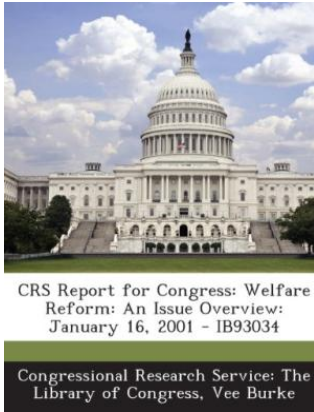 CRS Report for Congress: Welfare
Reform: An Issue Overview:
January 16, 2001 - IB93034
Congressional Research Service: The
Library of Congress, Vee Burke